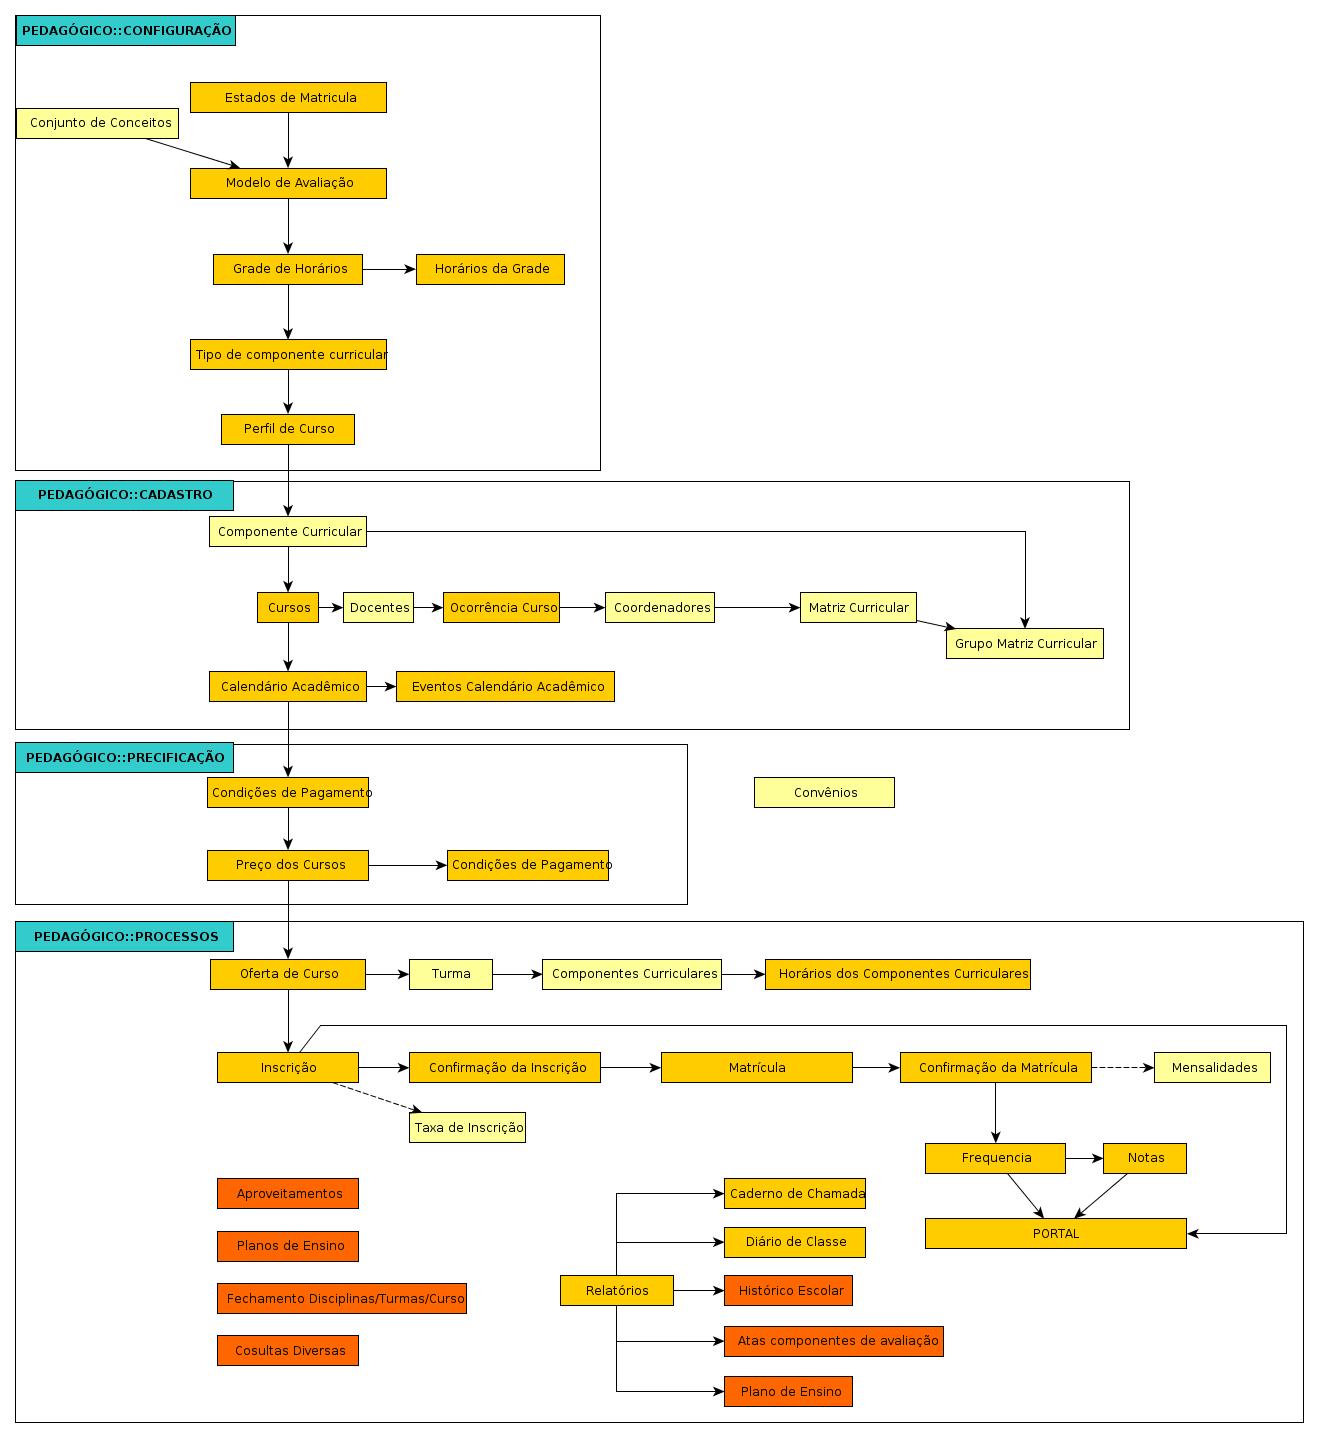 PEDAGÓGICO::CONFIGURAÇÃO
Estados de Matricula
Conjunto de Conceitos
Modelo de Avaliação
Grade de Horários
Horários da Grade
Tipo de componente curricular
Perfil de Curso
PEDAGÓGICO::CADASTRO
Componente Curricular
Cursos
Docentes
Ocorrência Curso
Coordenadores
Matriz Curricular
Grupo Matriz Curricular
Calendário Acadêmico
Eventos Calendário Acadêmico
PEDAGÓGICO::PRECIFICAÇÃO
Condições de Pagamento
Convênios
Preço dos Cursos
Condições de Pagamento
PEDAGÓGICO::PROCESSOS
Oferta de Curso
Turma
Componentes Curriculares
Horários dos Componentes Curriculares
Inscrição
Confirmação da Inscrição
Matrícula
Confirmação da Matrícula
Mensalidades
Taxa de Inscrição
Frequencia
Notas
Aproveitamentos
Caderno de Chamada
PORTAL
Planos de Ensino
Diário de Classe
Fechamento Disciplinas/Turmas/Curso
Relatórios
Histórico Escolar
Cosultas Diversas
Atas componentes de avaliação
Plano de Ensino